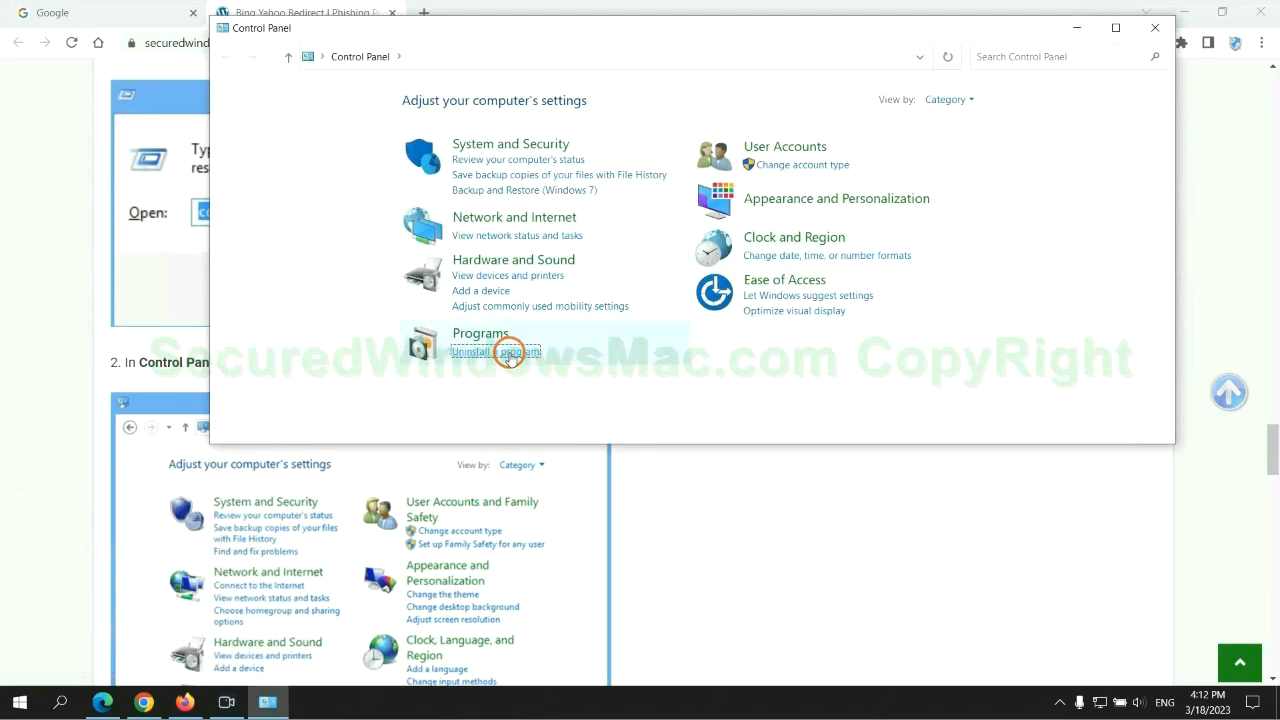 Google
Bing Yahoo Redirect | Phishing Pu
securedwind
Control Panel
Control Panel
Search Control Panel
Adjust your computer's settings
View by: Category
System and Security
Review your computer's status
Save backup copies of your files with File History
Backup and Restore (Windows 7)
Network and Internet
View network status and tasks
Hardware and Sound
View devices and printers
Add a device
Adjust commonly used mobility settings
Programs
Uninstall a program
User Accounts
Change account type
Appearance and Personalization
Clock and Region
Change date, time, or number formats
Ease of Access
Let Windows suggest settings
Optimize visual display
Open:
SecuredWindowsMac.com CopyRight
2. In Control Pan
Adjust your computer's settings
View by: Category
System and Security
Review your computer's status
Save backup copies of your files
with File History
Find and fix problems
Network and Internet
Connect to the Internet
View network status and tasks
Choose homegroup and sharing
options
Hardware and Sound
View devices and printers
Add a device
User Accounts and Family
Safety
Change account type
Set up Family Safety for any user
Appearance and
Personalization
Change the theme
Change desktop background
Adjust screen resolution
Clock, Language, and
Region
Add a language
Change input methods
ENG
4:12 PM
3/18/2023